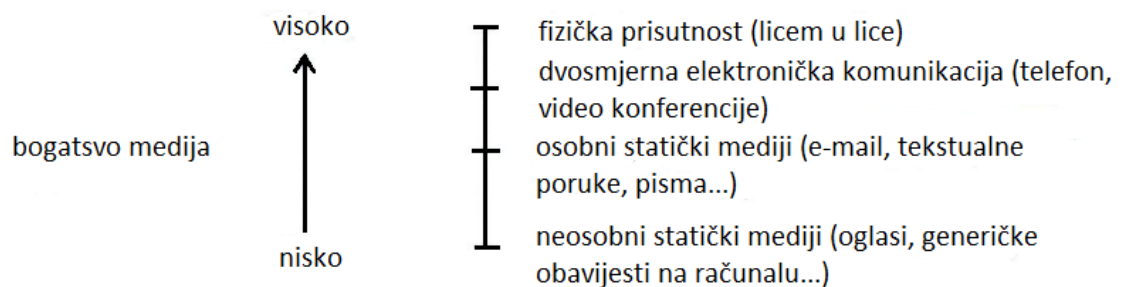 visoko
fizička prisutnost (licem u lice)
dvosmjerna elektronička komunikacija (telefon,
video konferencije)
bogatsvo medija
osobni statički mediji (e-mail, tekstualne
poruke, pisma...)
neosobni statički mediji (oglasi, generičke
obavijesti na računalu...)
nisko